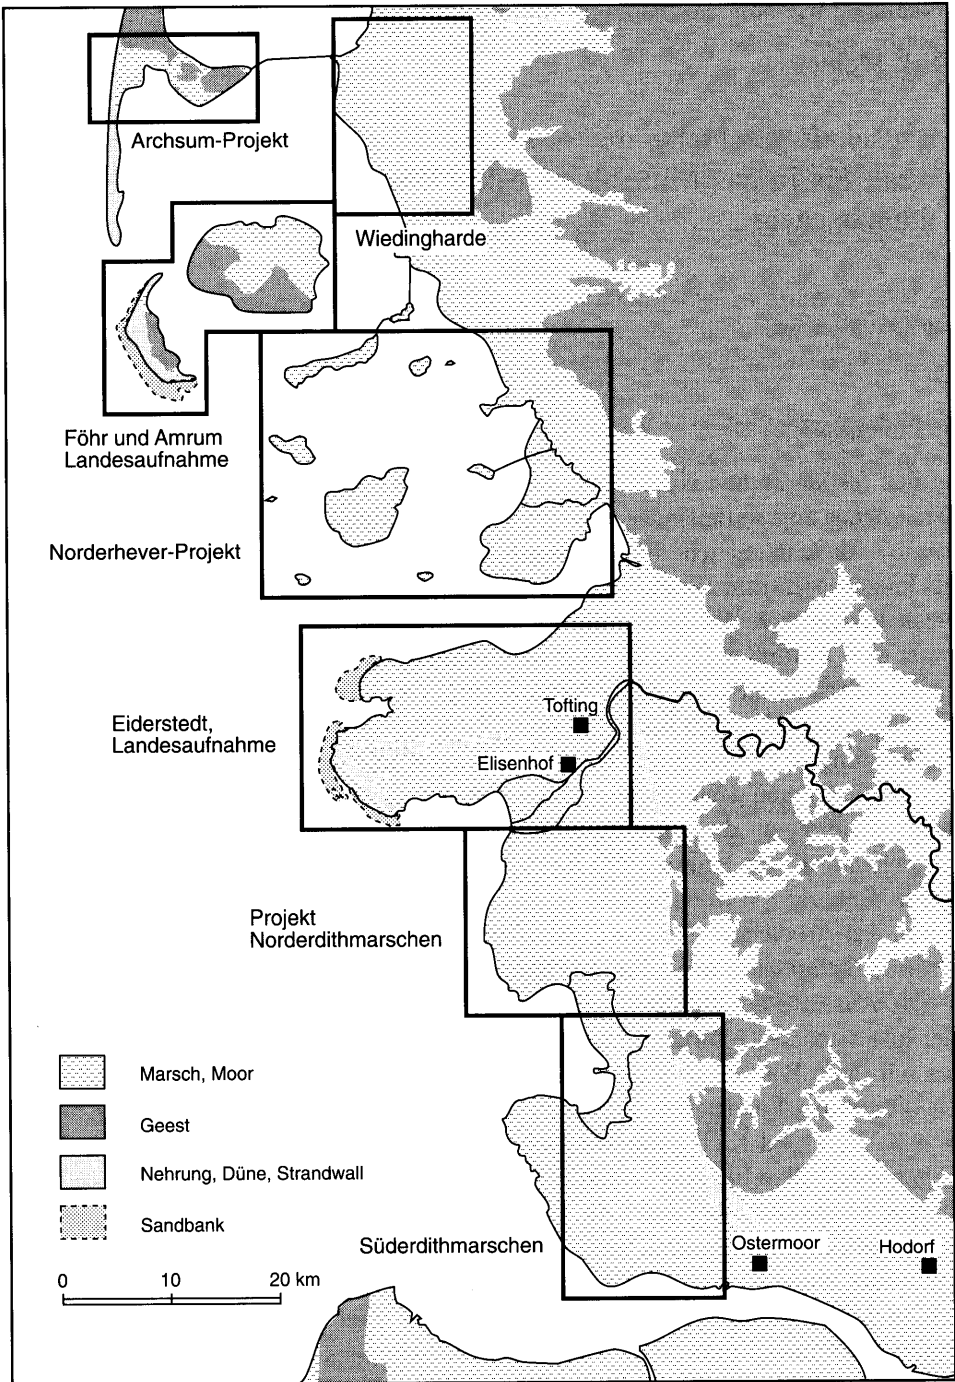 Archsum-Projekt
Wiedingharde
Föhr und Amrum
Landesaufnahme
Norderhever-Projekt
Eiderstedt,
Landesaufnahme
Tofting
Elisenhof
Projekt
Norderdithmarschen
Marsch, Moor
Geest
Nehrung, Düne, Strandwall
Sandbank
Süderdithmarschen
Ostermoor
Hodorf
0 10 20 km